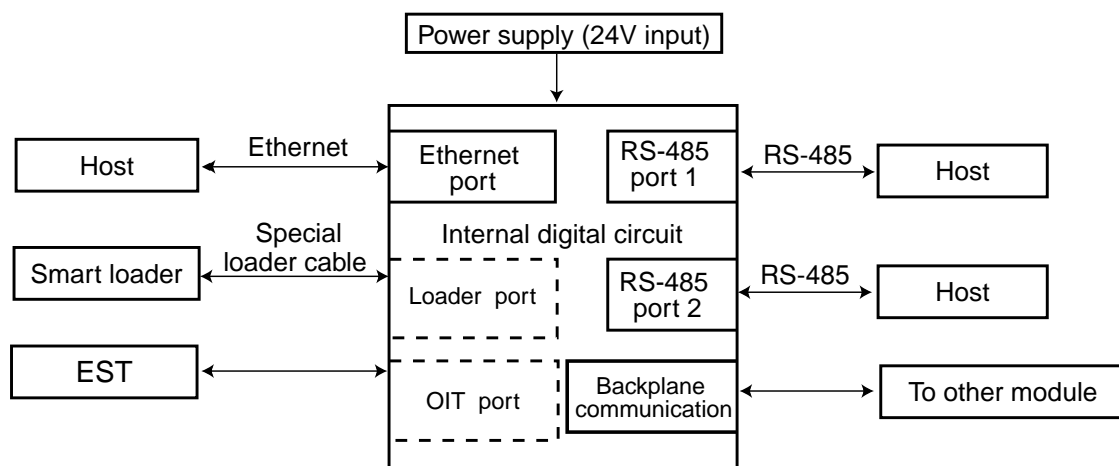 Power supply (24V input)
Host
Ethernet
Ethernet
port
RS-485
port 1
RS-485
Host
Internal digital circuit
Smart loader
Special
loader cable
Loader port
RS-485
port 2
RS-485
Host
EST
OIT port
Backplane
communication
To other module